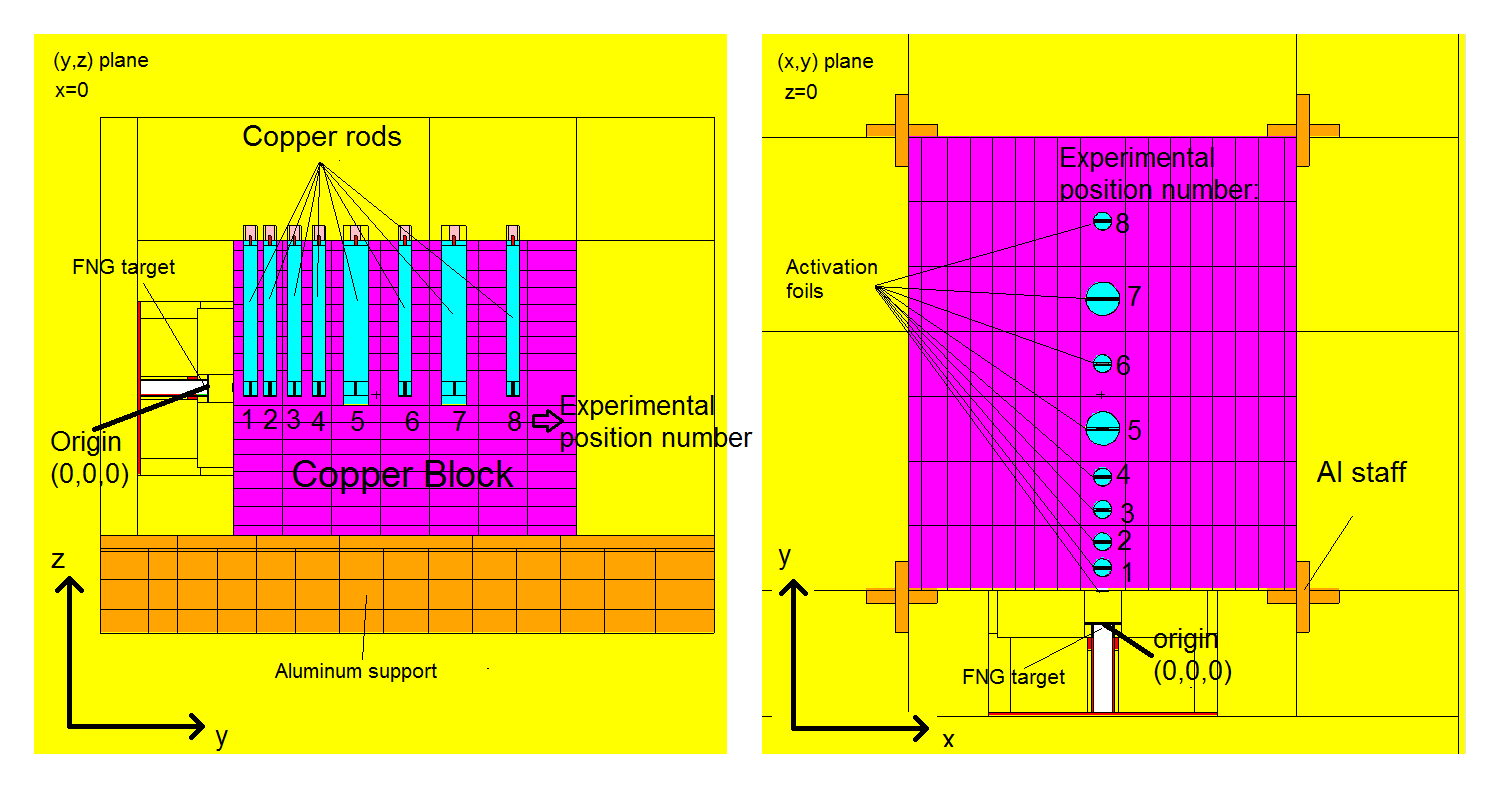 (y,z) plane
x=0
Copper rods
FNG target
1 2 3 4 5 6 7 8
Experimental
position number
Origin
(0,0,0)
Copper Block
z
y
Aluminum support
(x,y) plane
z=0
Experimental
position number:
8
Activation
foils
7
6
5
4
3
2
1
Al staff
y
origin
(0,0,0)
FNG target
x